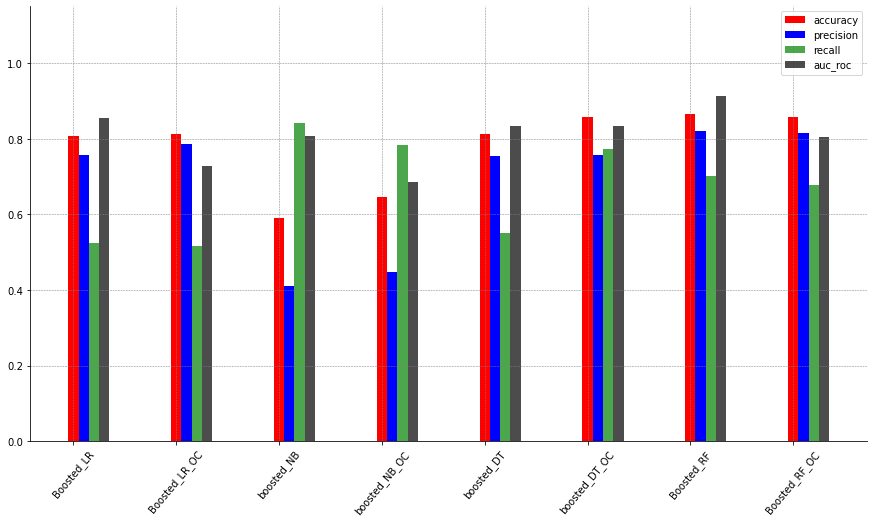 accuracy
precision
recall
auc_roc
1.0
0.8
0.6
0.4
0.2
0.0
Boosted_LR
Boosted_LR_OC
boosted_NB
boosted_NB_OC
boosted_DT
boosted_DT_OC
Boosted_RF
Boosted_RF_OC